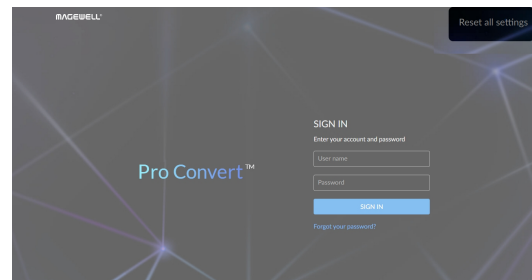 MAGEWELL®
Reset all settings
SIGN IN
Enter your account and password
User name
Pro Convert™
Password
SIGN IN
Forgot your password?